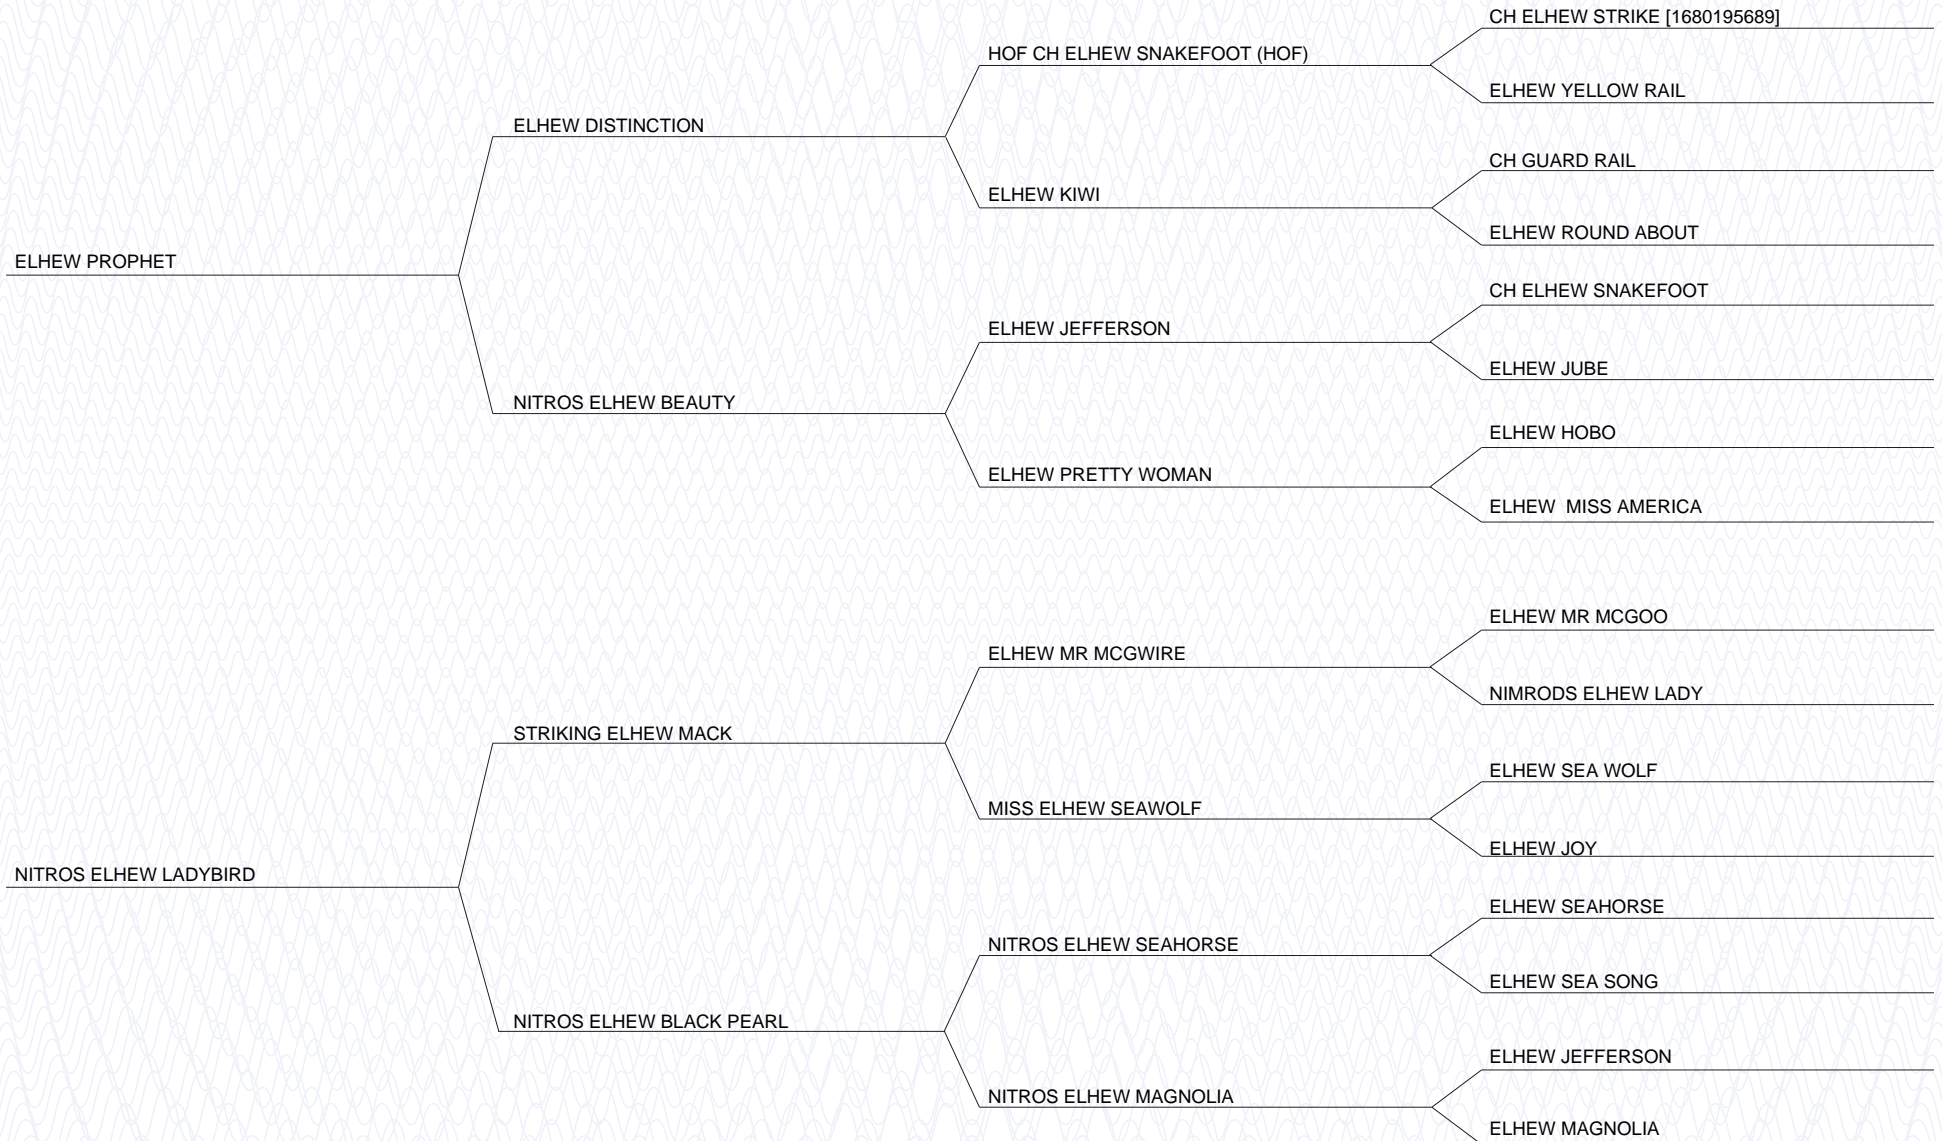 CH ELHEW STRIKE [1680195689]
HOF CH ELHEW SNAKEFOOT (HOF)
ELHEW YELLOW RAIL
ELHEW DISTINCTION
CH GUARD RAIL
ELHEW KIWI
ELHEW ROUND ABOUT
ELHEW PROPHET
CH ELHEW SNAKEFOOT
ELHEW JEFFERSON
ELHEW JUBE
NITROS ELHEW BEAUTY
ELHEW HOBO
ELHEW PRETTY WOMAN
ELHEW  MISS AMERICA
ELHEW MR MCGOO
ELHEW MR MCGWIRE
NIMRODS ELHEW LADY
STRIKING ELHEW MACK
ELHEW SEA WOLF
MISS ELHEW SEAWOLF
ELHEW JOY
NITROS ELHEW LADYBIRD
ELHEW SEAHORSE
NITROS ELHEW SEAHORSE
ELHEW SEA SONG
NITROS ELHEW BLACK PEARL
ELHEW JEFFERSON
NITROS ELHEW MAGNOLIA
ELHEW MAGNOLIA